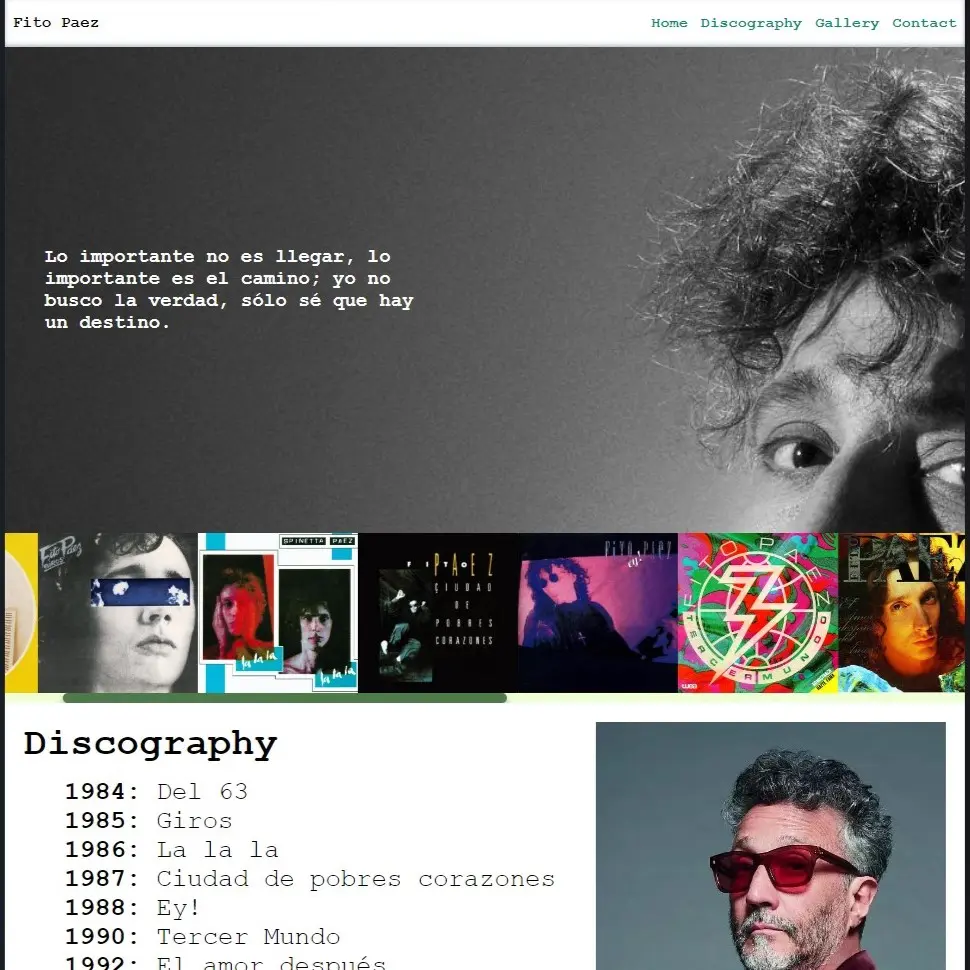 Fito Paez
Home Discography Gallery Contact
Lo importante no es llegar, lo
importante es el camino; yo no
busco la verdad, sólo sé que hay
un destino.
Fito Páez
SPINETTA PAEZ
la la la
la la la
FITO PAEZ
CIUDAD
DE
POBRES
CORAZONES
FITO PAEZ
ey!
FITO PAEZ
TERCER MUNDO
PAEZ
Discography
1984: Del 63
1985: Giros
1986: La la la
1987: Ciudad de pobres corazones
1988: Ey!
1990: Tercer Mundo
1992: El amor después